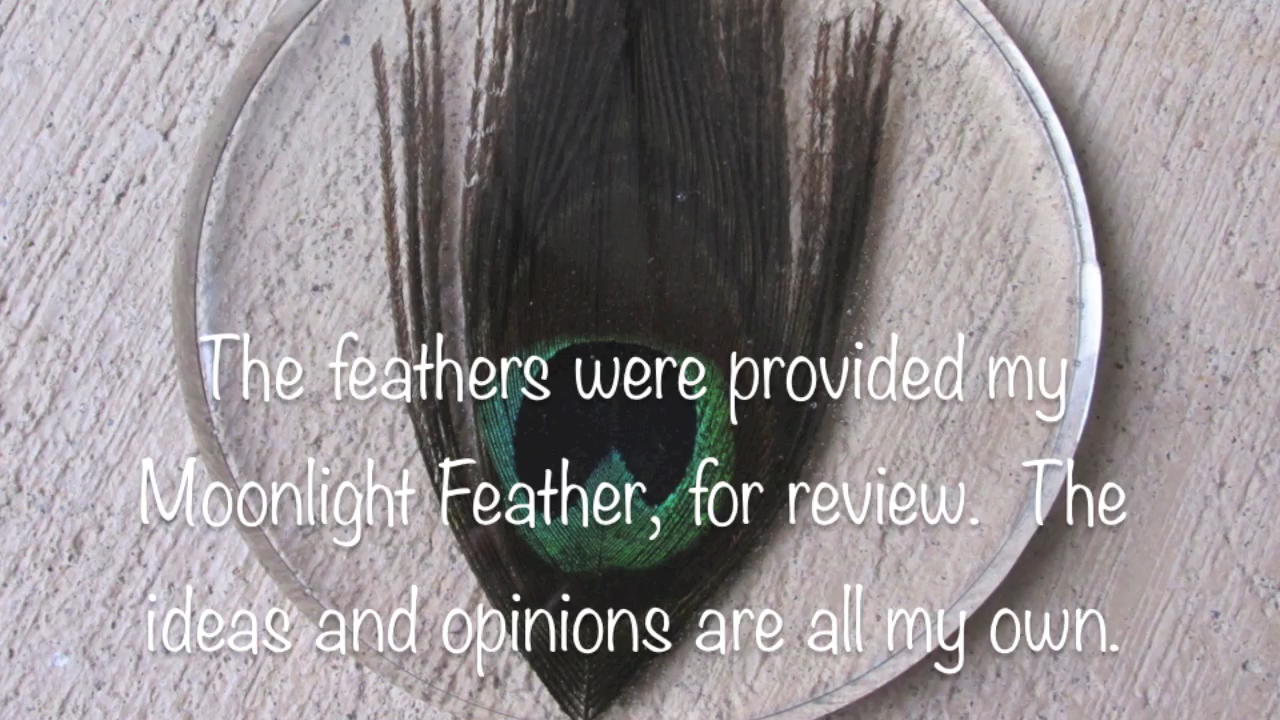 The feathers were provided my
Moonlight Feather, for review.  The
ideas and opinions are all my own.